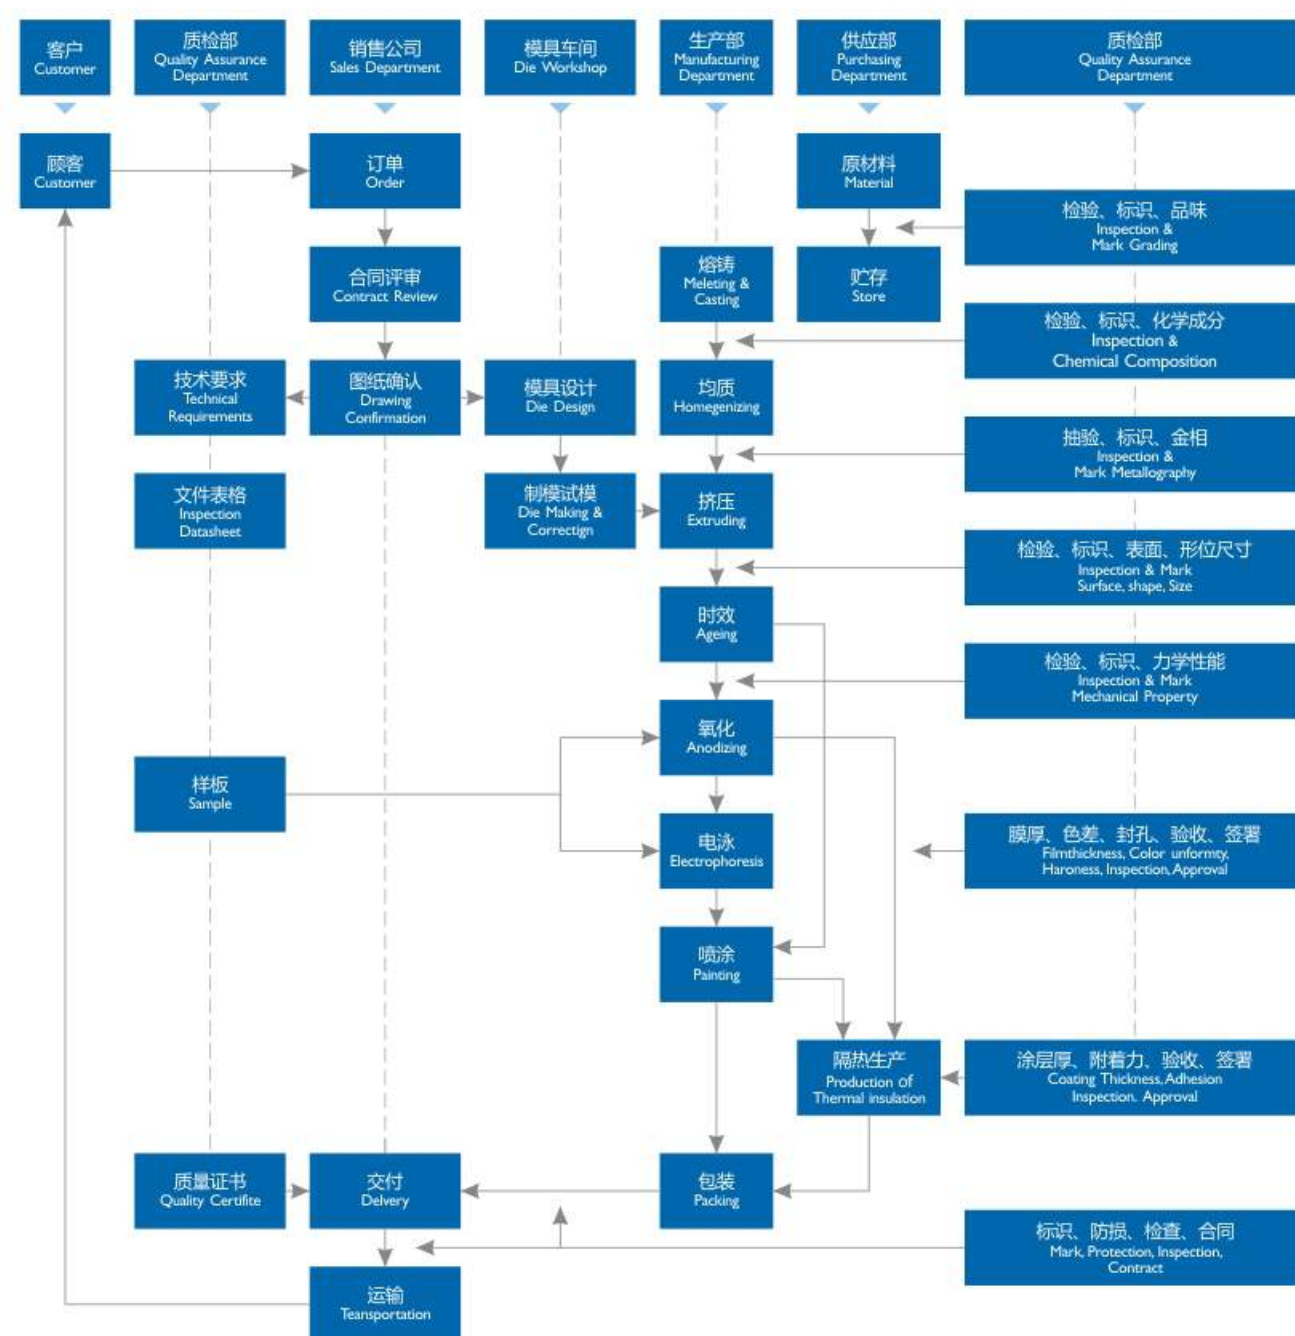 客户
Customer
质检部
Quality Assurance
Department
销售公司
Sales Department
模具车间
Die Workshop
生产部
Manufacturing
Department
供应部
Purchasing
Department
质检部
Quality Assurance
Department
顾客
Customer
订单
Order
原材料
Material
检验、标识、品味
Inspection &
Mark Grading
合同评审
Contract Review
熔铸
Meleting &
Casting
贮存
Store
检验、标识、化学成分
Inspection &
Chemical Composition
技术要求
Technical
Requirements
图纸确认
Drawing
Confirmation
模具设计
Die Design
均质
Homegenizing
抽验、标识、金相
Inspection &
Mark Metallography
文件表格
Inspection
Datasheet
制模试模
Die Making &
Correctign
挤压
Extruding
检验、标识、表面、形位尺寸
Inspection & Mark
Surface, shape, Size
时效
Ageing
检验、标识、力学性能
Inspection & Mark
Mechanical Property
氧化
Anodizing
样板
Sample
电泳
Electrophoresis
膜厚、色差、封孔、验收、签署
Filmthickness, Color unformty,
Haroness, Inspection, Approval
喷涂
Painting
隔热生产
Production of
Thermal insulation
涂层厚、附着力、验收、签署
Coating Thickness, Adhesion
Inspection. Approval
质量证书
Quality Certifite
交付
Delvery
包装
Packing
标识、防损、检查、合同
Mark, Protection, Inspection,
Contract
运输
Teansportation